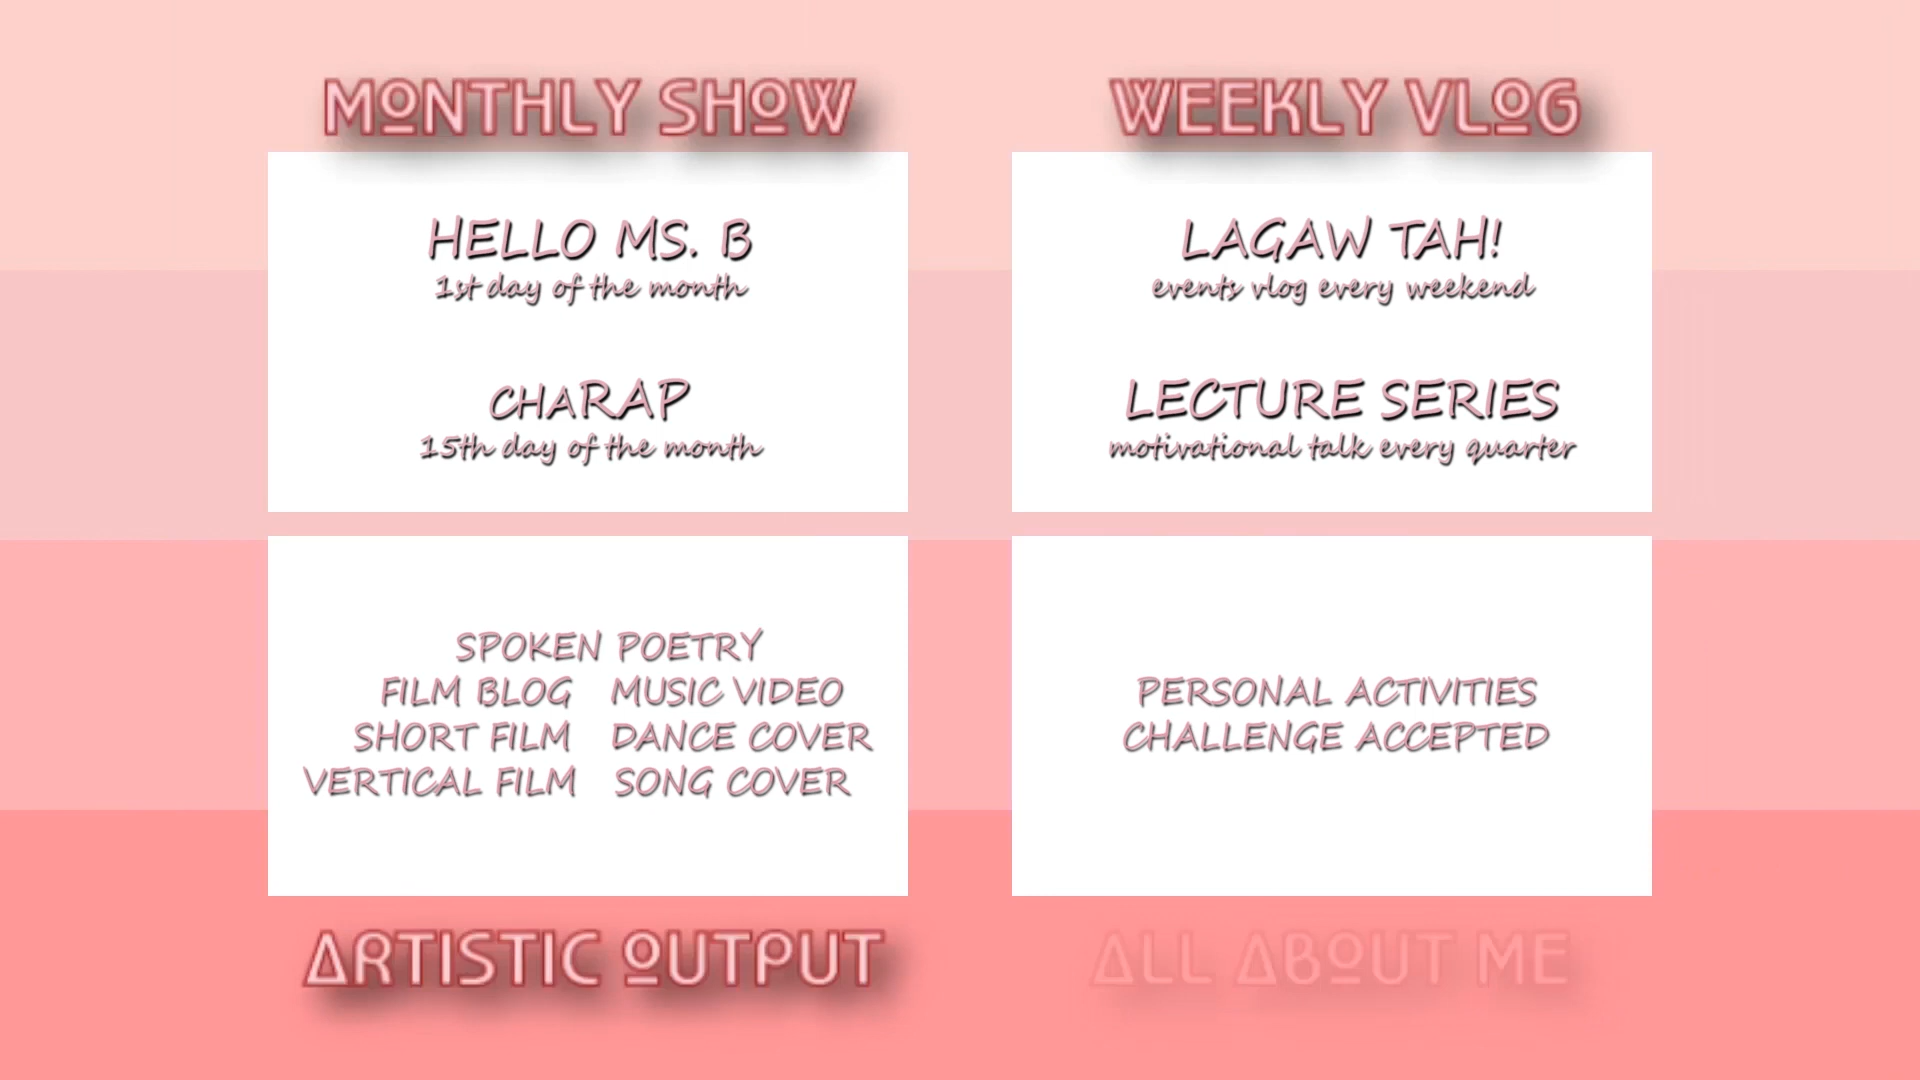 MONTHLY SHOW
HELLO MS. B
1st day of the month
CHARAP
15th day of the month
WEEKLY VLOG
LAGAW TAH!
events vlog every weekend
LECTURE SERIES
motivational talk every quarter
SPOKEN POETRY
FILM BLOG MUSIC VIDEO
SHORT FILM DANCE COVER
VERTICAL FILM SONG COVER
ARTISTIC OUTPUT
PERSONAL ACTIVITIES
CHALLENGE ACCEPTED
ALL ABOUT ME